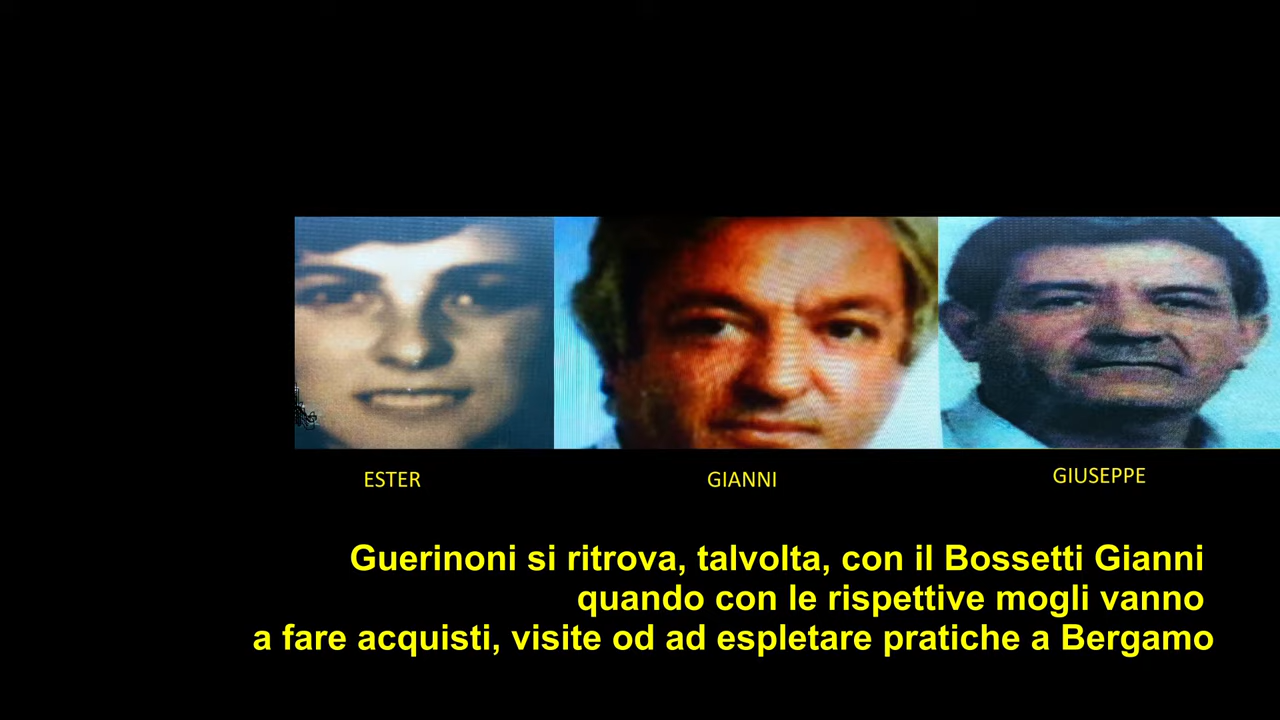 ESTER
GIANNI
GIUSEPPE
Guerinoni si ritrova, talvolta, con il Bossetti Gianni
quando con le rispettive mogli vanno
a fare acquisti, visite od ad espletare pratiche a Bergamo